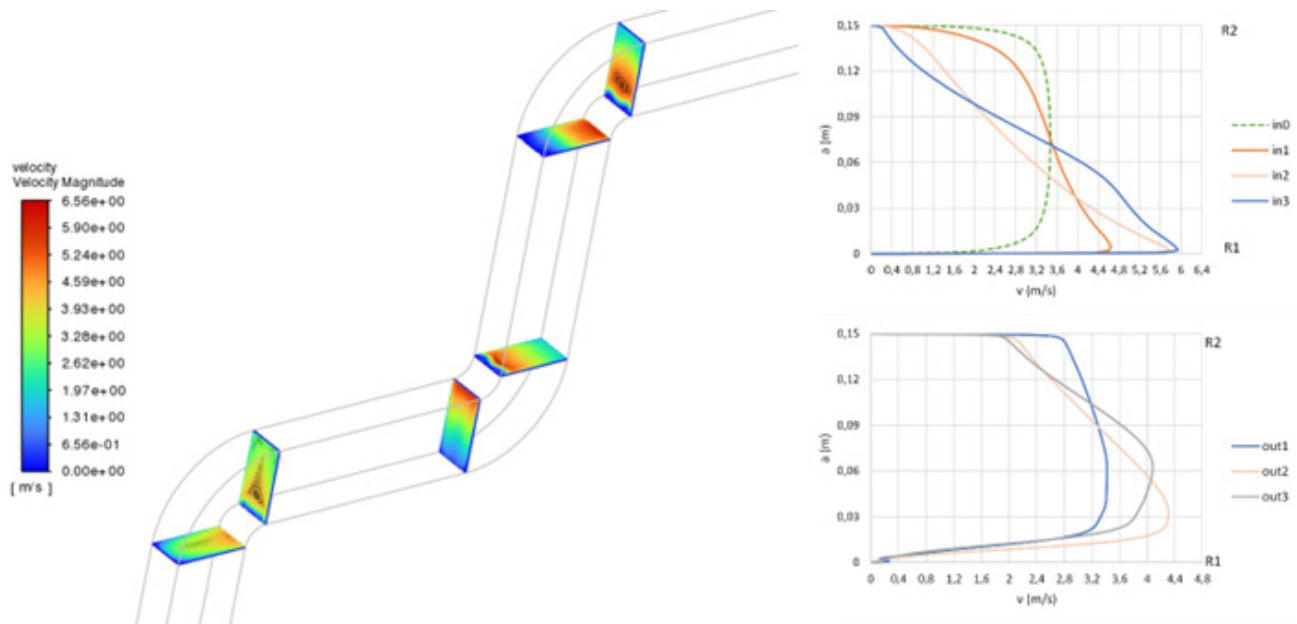 velocity
Velocity Magnitude
6.56e+00
5.90e+00
5.24e+00
4.59e+00
3.93e+00
3.28e+00
2.62e+00
1.97e+00
1.31e+00
6.56e-01
0.00e+00
[ m/s ]
0,15
0,12
0,09
0,06
0,03
0
a [m]
0 0,4 0,8 1,2 1,6 2 2,4 2,8 3,2 3,6 4 4,4 4,8 5,2 5,6 6 6,4
v [m/s]
R2
R1
in0
in1
in2
in3
0,15
0,12
0,09
0,06
0,03
0
a [m]
0 0,4 0,8 1,2 1,6 2 2,4 2,8 3,2 3,6 4 4,4 4,8
v [m/s]
R2
R1
out1
out2
out3